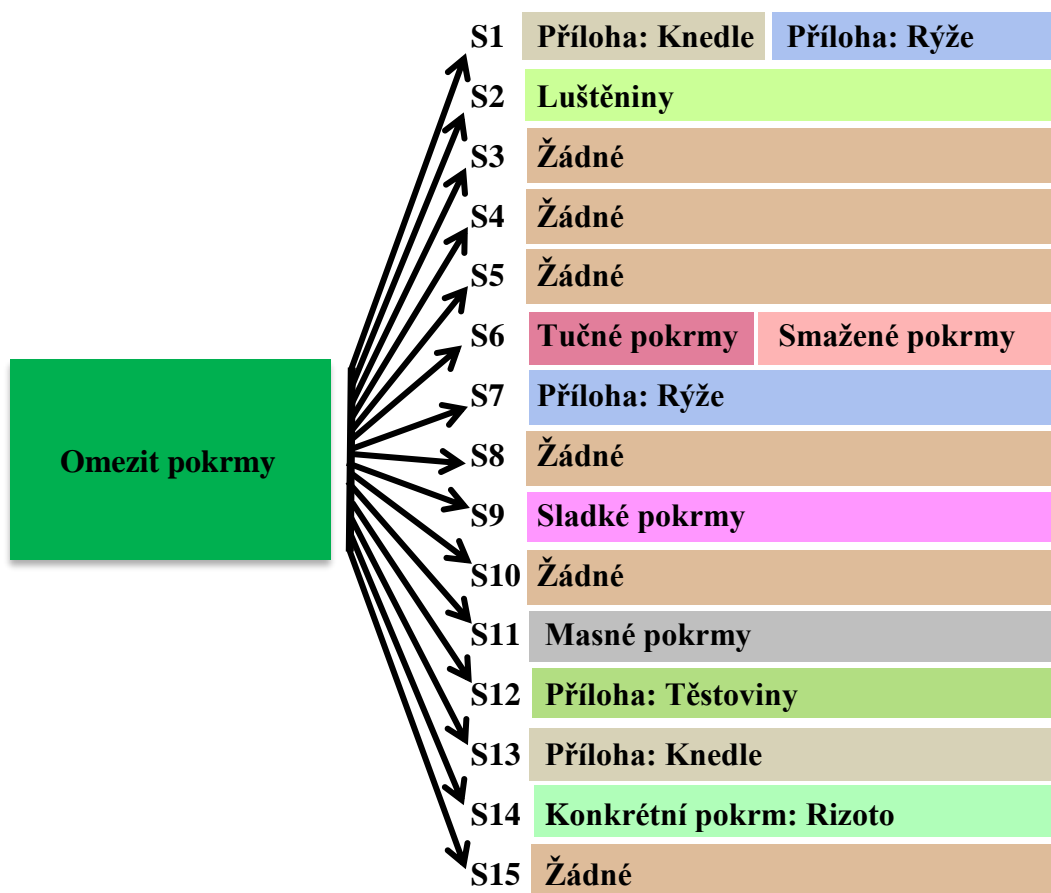 S1 Příloha: Knedle Příloha: Rýže
S2 Luštěniny
S3 Žádné
S4 Žádné
S5 Žádné
S6 Tučné pokrmy Smažené pokrmy
S7 Příloha: Rýže
Omezit pokrmy
S8 Žádné
S9 Sladké pokrmy
S10 Žádné
S11 Masné pokrmy
S12 Příloha: Těstoviny
S13 Příloha: Knedle
S14 Konkrétní pokrm: Rizoto
S15 Žádné